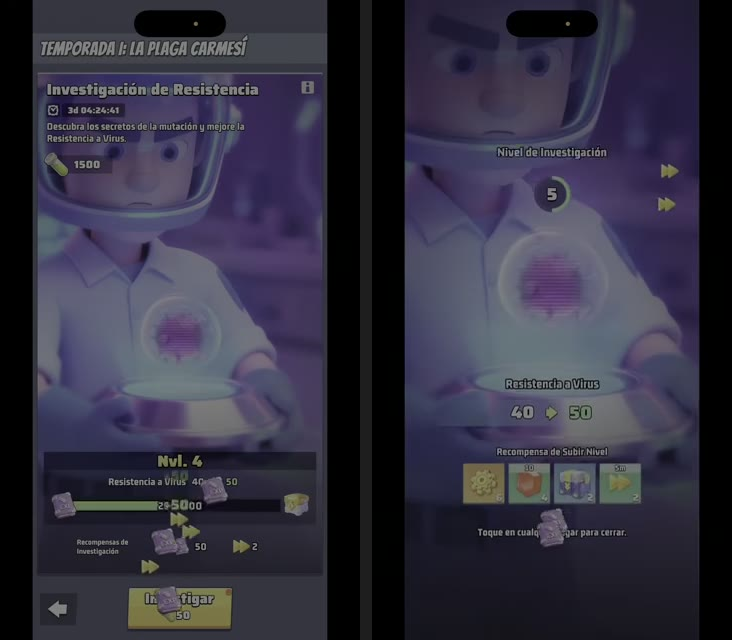 TEMPORADA 1: LA PLAGA CARMESÍ
Investigación de Resistencia
3d 04:24:41
Descubra los secretos de la mutación y mejore la
Resistencia a Virus.
1500
Nvl. 4
Resistencia a Virus 40 50
50
Recompensas de
Investigación
50
2
50
Nivel de Investigación
5
Resistencia a Virus
40 50
Recompensa de Subir Nivel
10
5m
6
4
2
2
Toque en para cerrar.